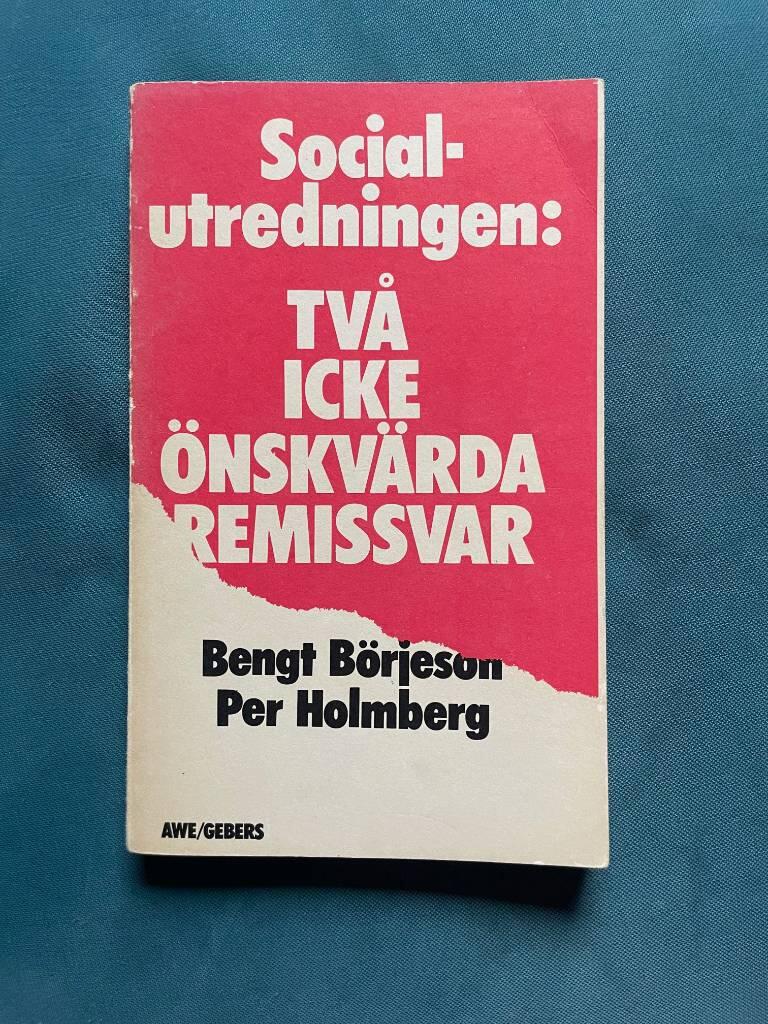 Social-
utredningen:
TVÅ
ICKE
ÖNSKVÄRDA
REMISSVAR
Bengt Börjeson
Per Holmberg
AWE/GEBERS